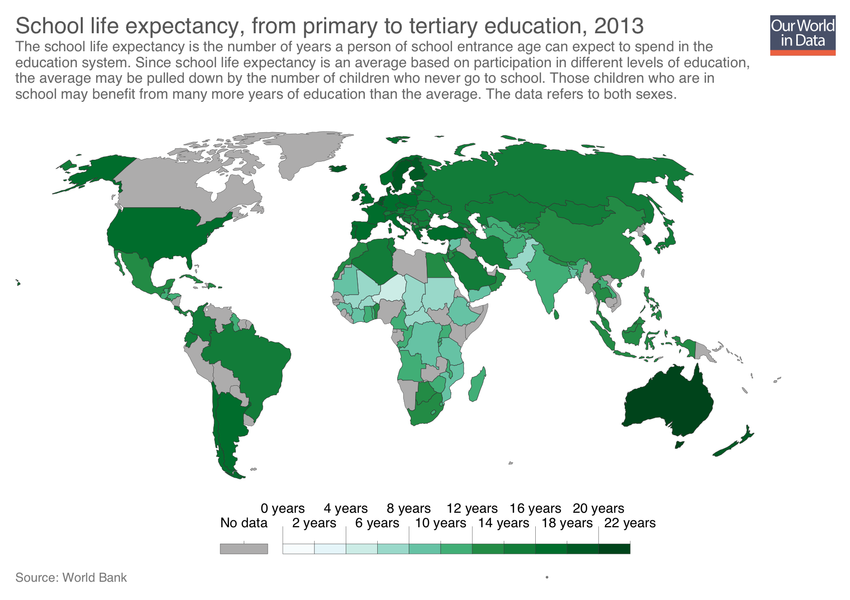 School life expectancy, from primary to tertiary education, 2013
The school life expectancy is the number of years a person of school entrance age can expect to spend in the
education system. Since school life expectancy is an average based on participation in different levels of education,
the average may be pulled down by the number of children who never go to school. Those children who are in
school may benefit from many more years of education than the average. The data refers to both sexes.
Our World
in Data
0 years 4 years 8 years 12 years 16 years 20 years
No data 2 years 6 years 10 years 14 years 18 years 22 years
Source: World Bank